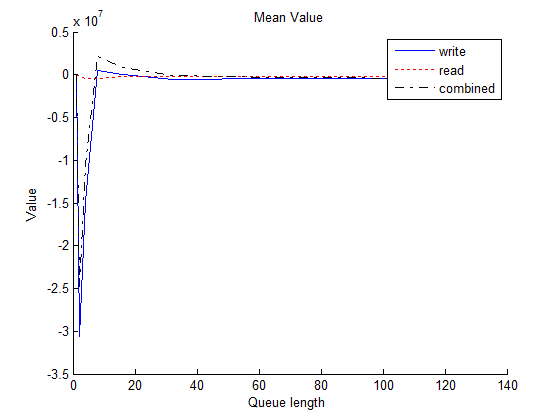 Mean Value
x 10^7
0.5
0
-0.5
-1
-1.5
-2
-2.5
-3
-3.5
Value
0 20 40 60 80 100 120 140
Queue length
write
read
combined